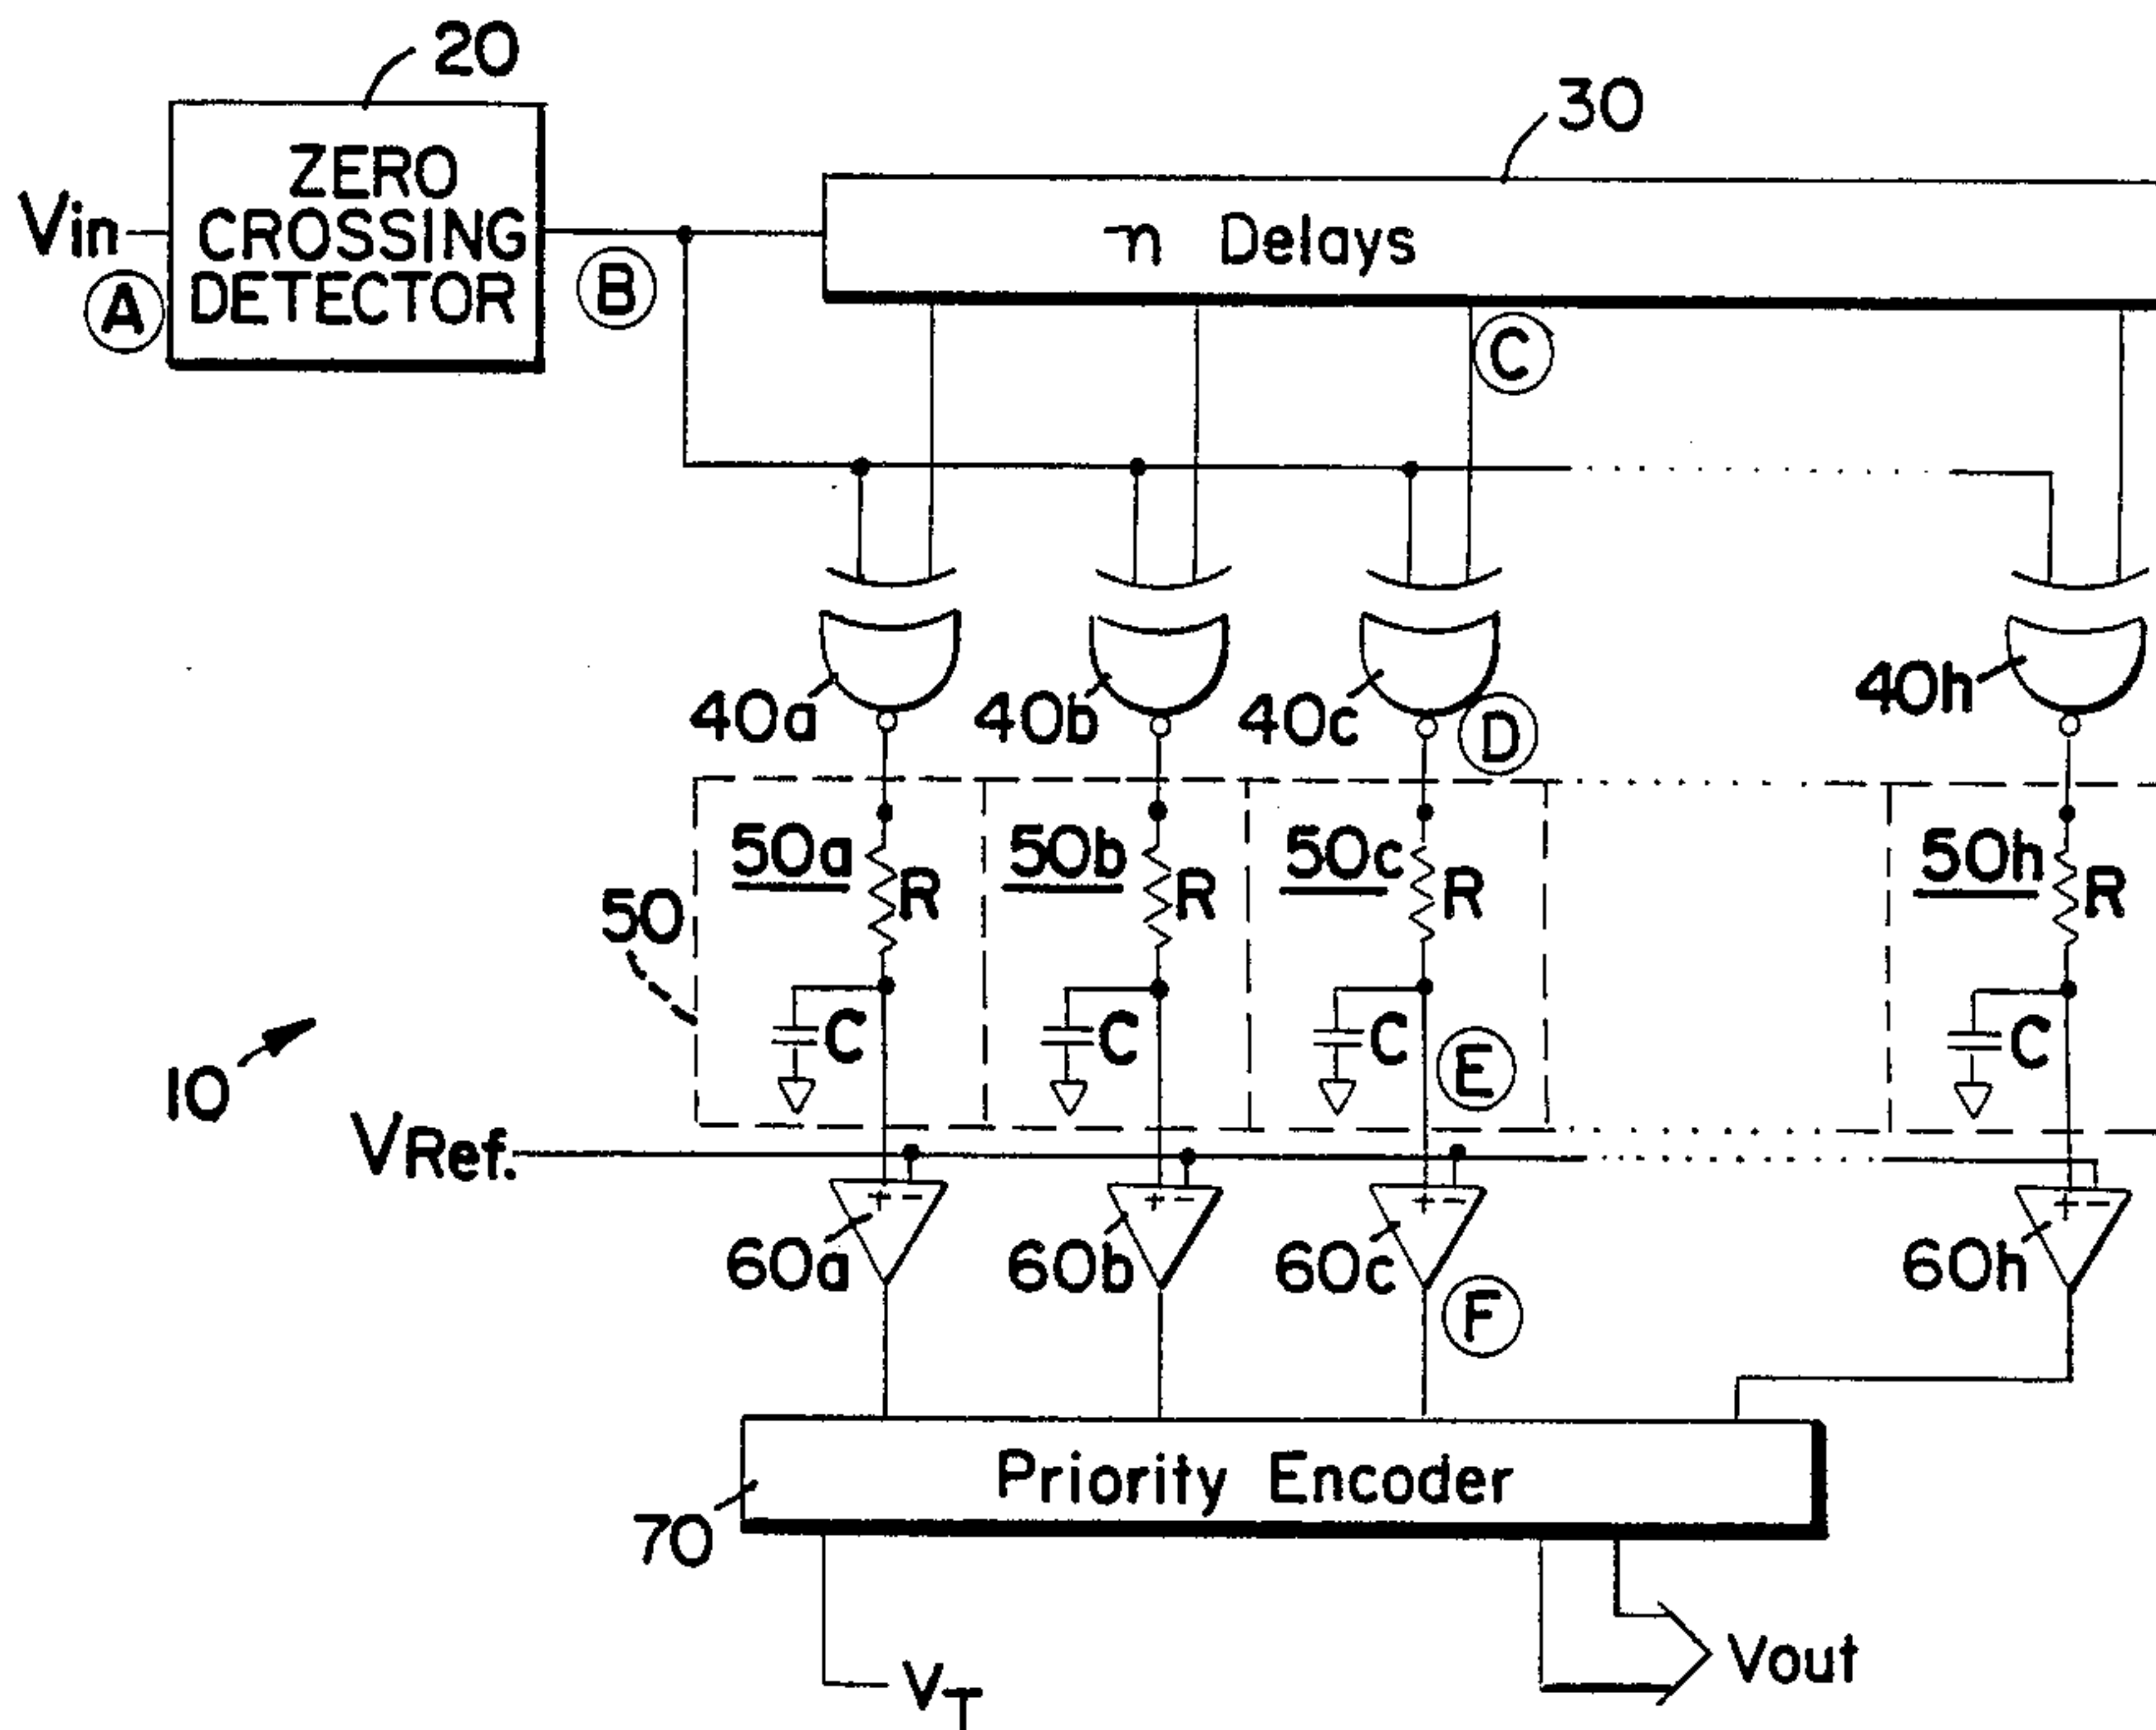 20
30
Vin
ZERO
CROSSING
DETECTOR
n Delays
A
B
C
40a
40b
40c
D
40h
50
50a
R
50b
R
50c
R
50h
R
C
C
C
E
C
10
VRef.
+ -
+ -
+ -
+ -
60a
60b
60c
60h
F
Priority Encoder
70
VT
Vout